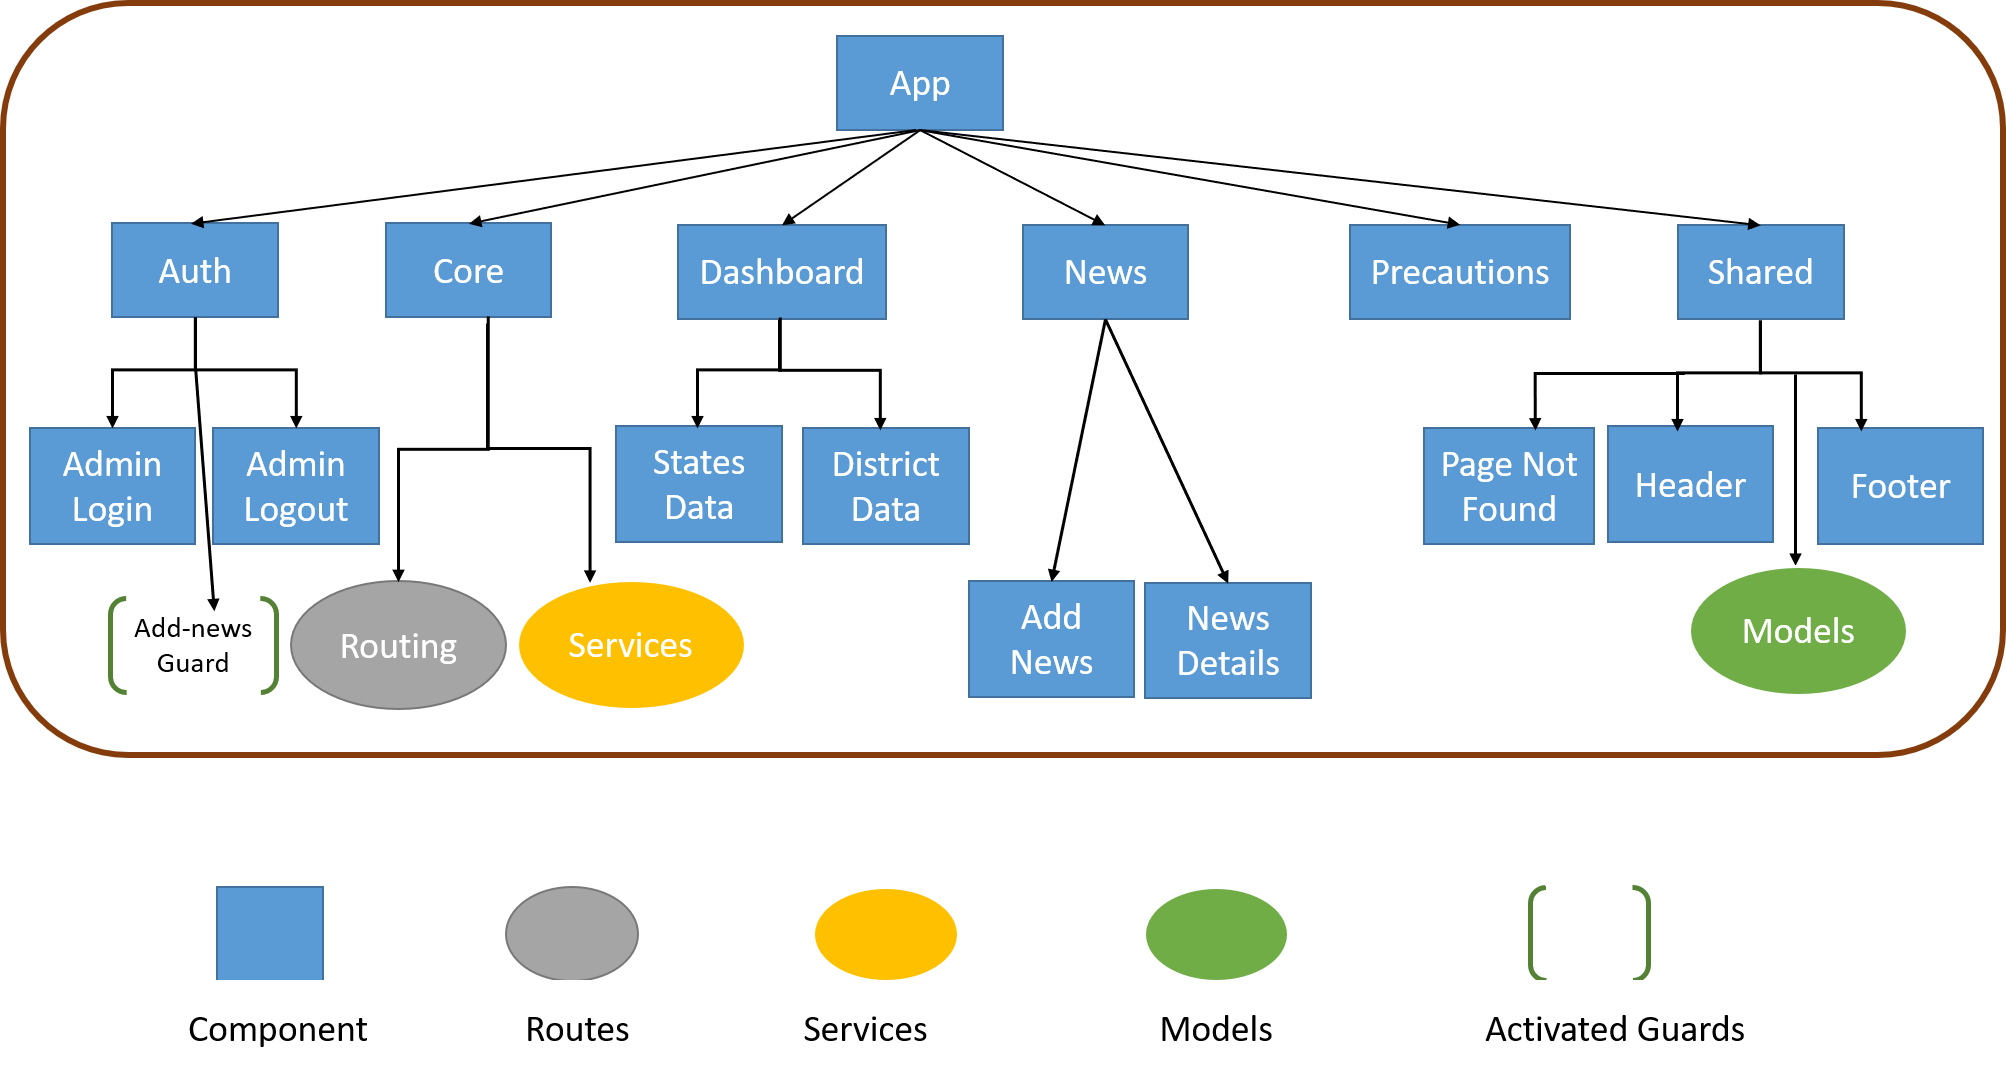 App
Auth
Core
Dashboard
News
Precautions
Shared
Admin
Login
Admin
Logout
States
Data
District
Data
Page Not
Found
Header
Footer
Add-news
Guard
Routing
Services
Add
News
News
Details
Models
Component
Routes
Services
Models
Activated Guards